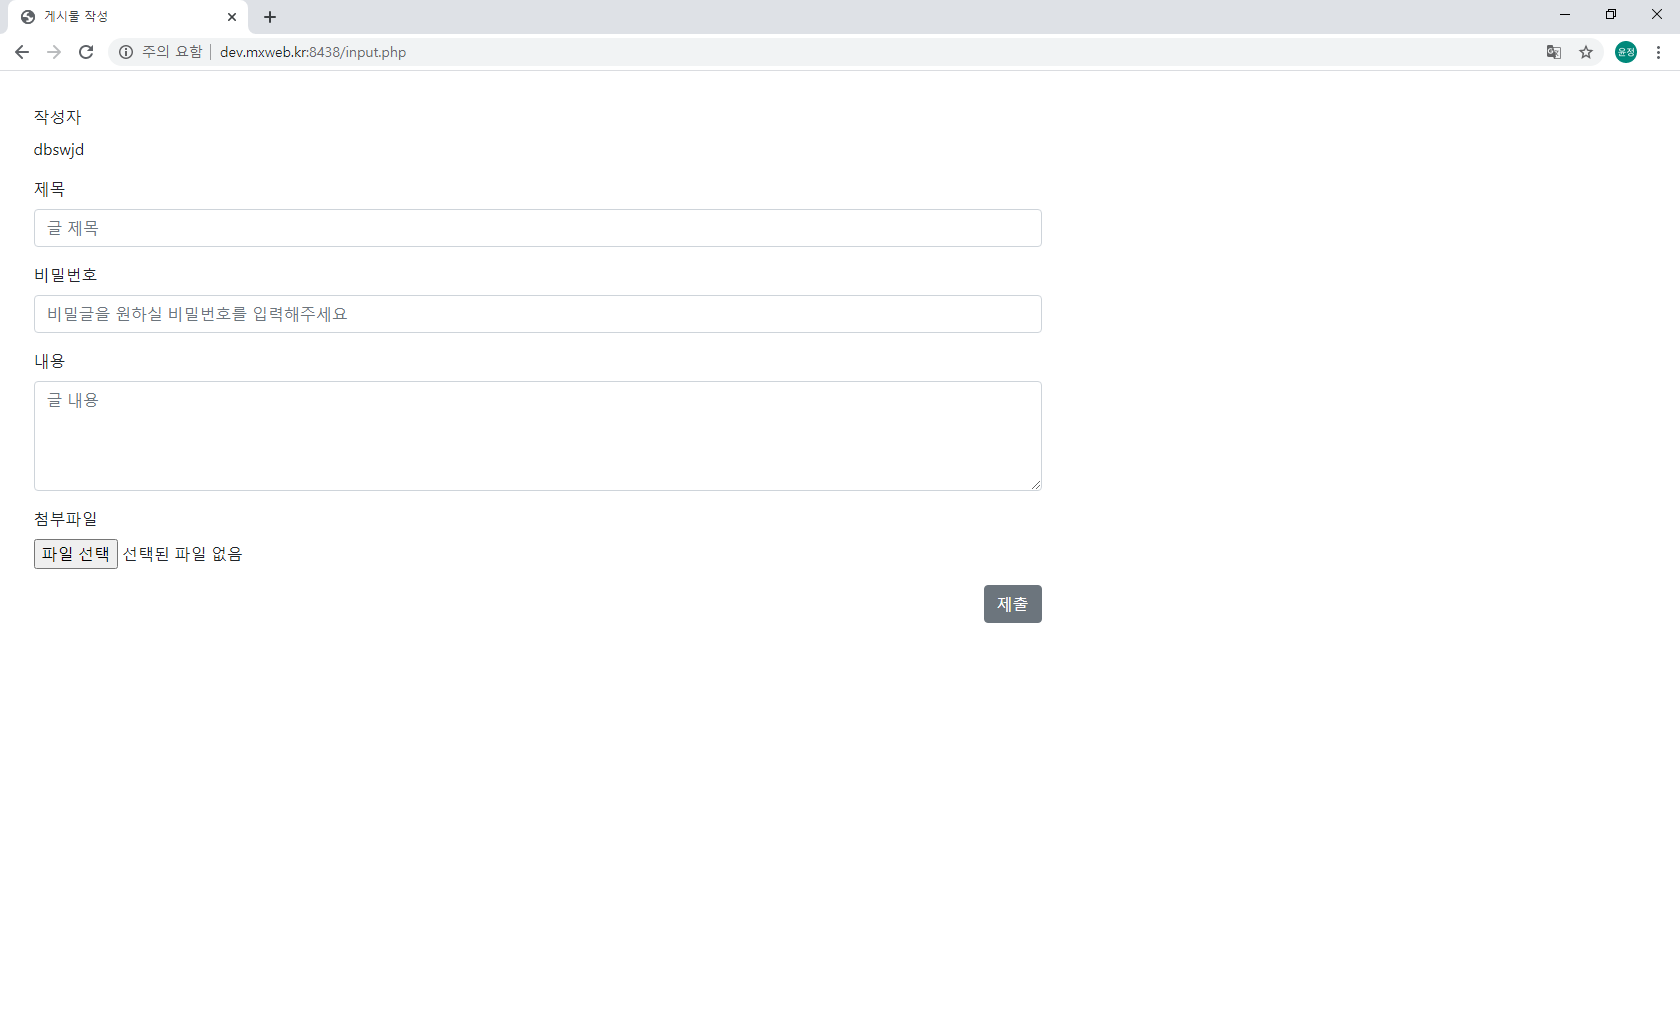 게시물 작성
주의 요함 | dev.mxweb.kr:8438/input.php
윤정
작성자
dbswjd
제목
글 제목
비밀번호
비밀글을 원하실 비밀번호를 입력해주세요
내용
글 내용
첨부파일
파일 선택 선택된 파일 없음
제출